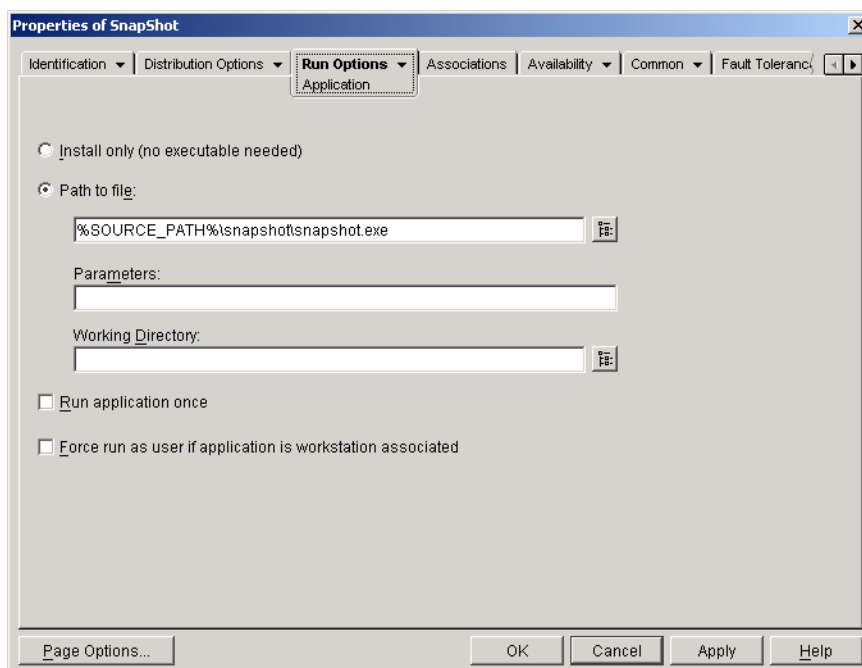 Properties of SnapShot
Identification Distribution Options Run Options Associations Availability Common Fault Toleranc
Application
Install only (no executable needed)
Path to file:
%SOURCE_PATH%\snapshot\snapshot.exe
Parameters:
Working Directory:
Run application once
Force run as user if application is workstation associated
Page Options... OK Cancel Apply Help